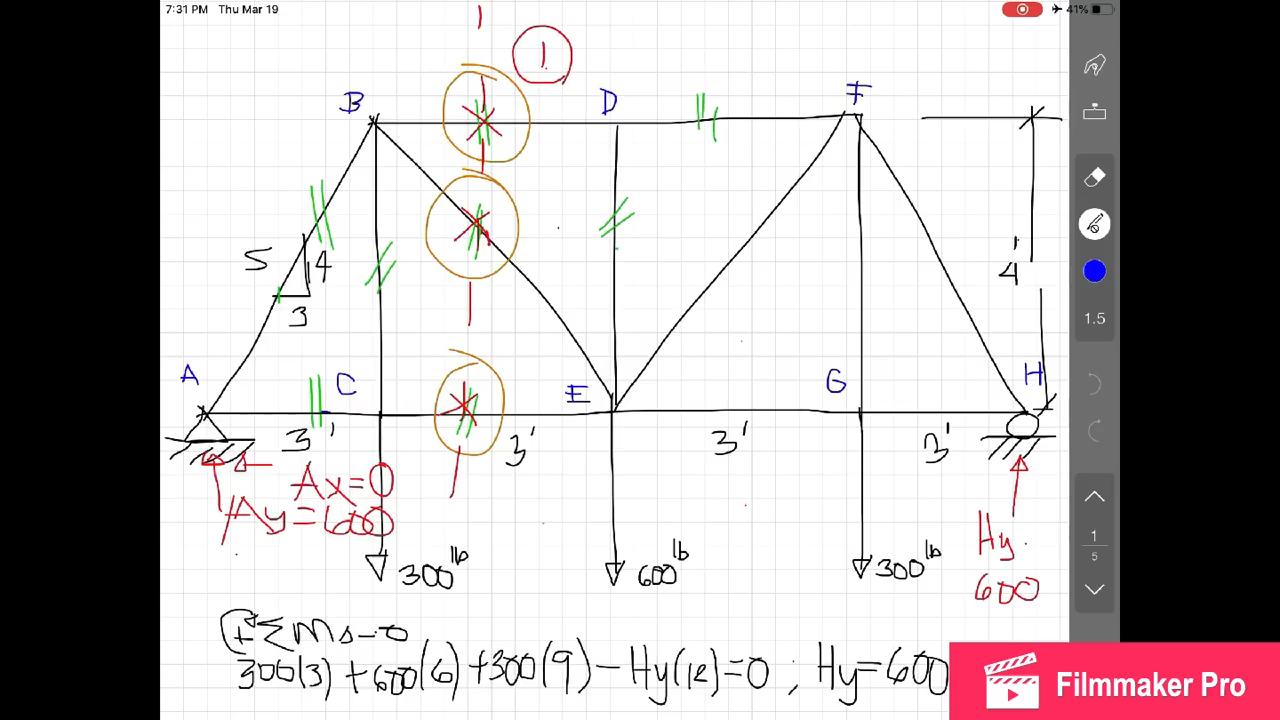 7:31 PM Thu Mar 19
41%
1
B
D
F
5
4
3
4'
A
C
E
G
H
3'
3'
3'
3'
Ax=0
Ay=600
Hy
600
300 lb
600 lb
300 lb
1.5
1
5
+ΣMA=0
300(3)+600(6)+300(9)-Hy(12)=0; Hy=600
Filmmaker Pro